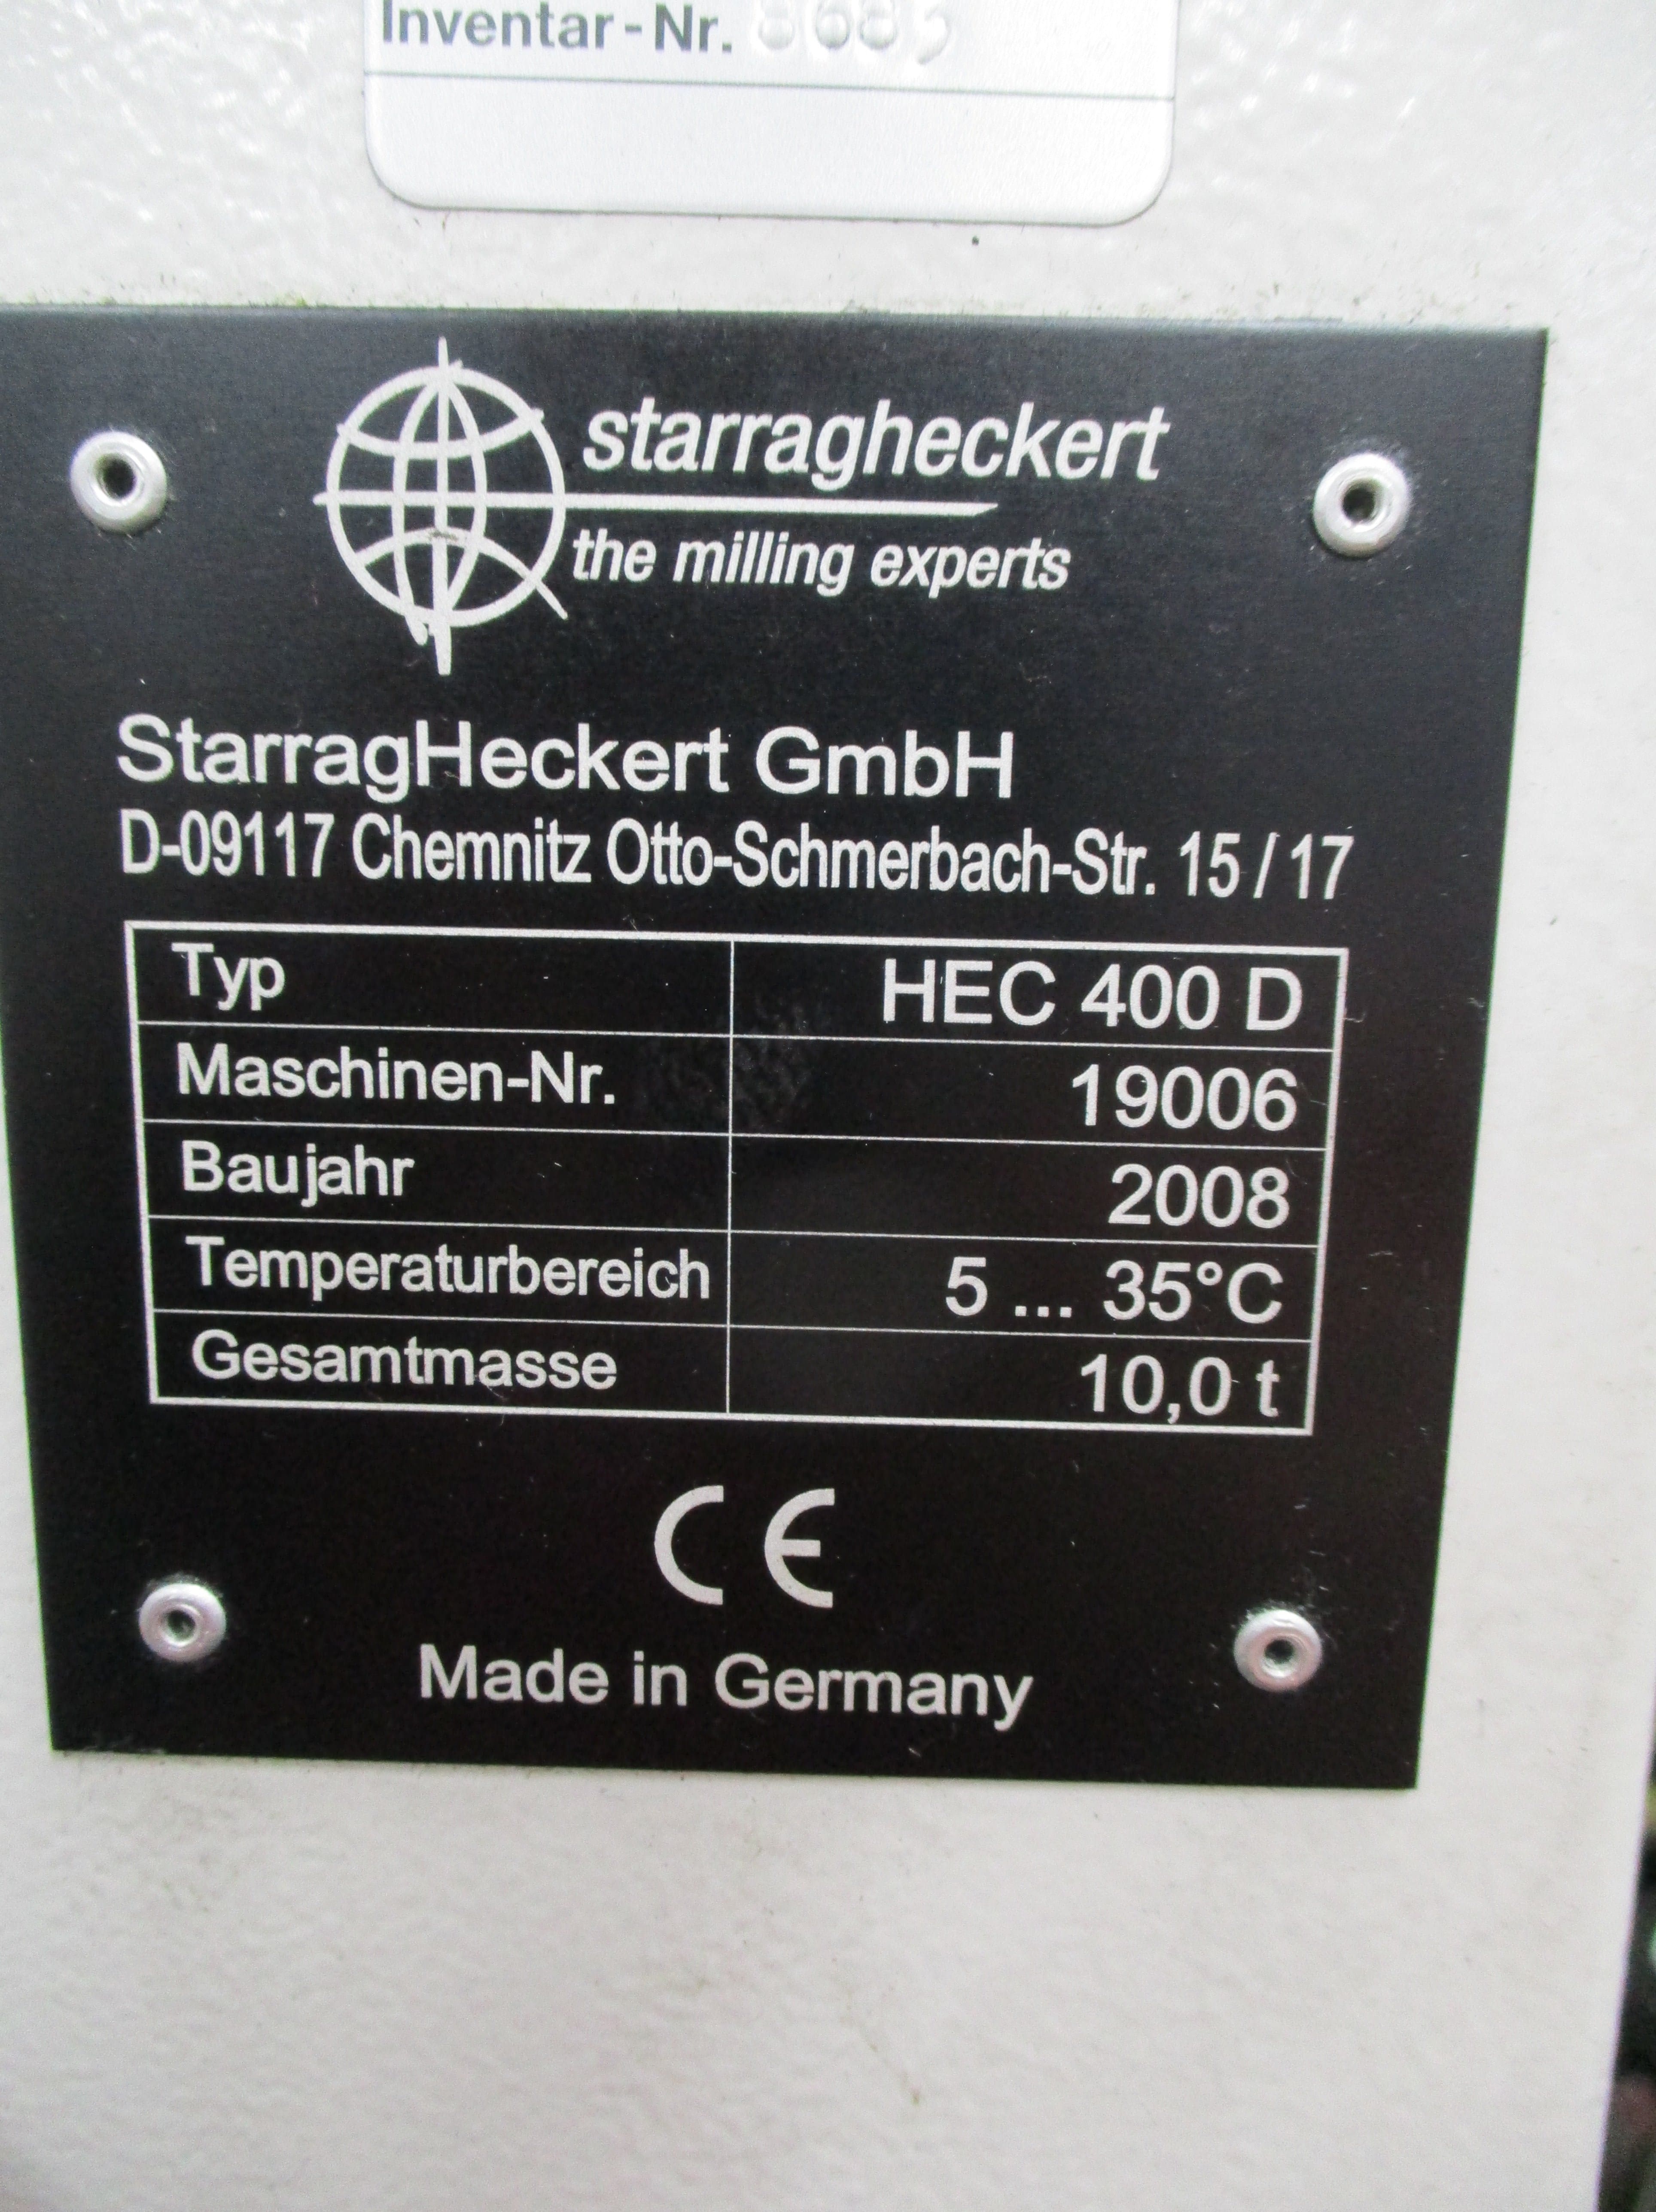 Inventar-Nr. 8685
starragheckert
the milling experts
StarragHeckert GmbH
D-09117 Chemnitz Otto-Schmerbach-Str. 15 / 17
Typ HEC 400 D
Maschinen-Nr. 19006
Baujahr 2008
Temperaturbereich 5 ... 35°C
Gesamtmasse 10,0 t
CE
Made in Germany